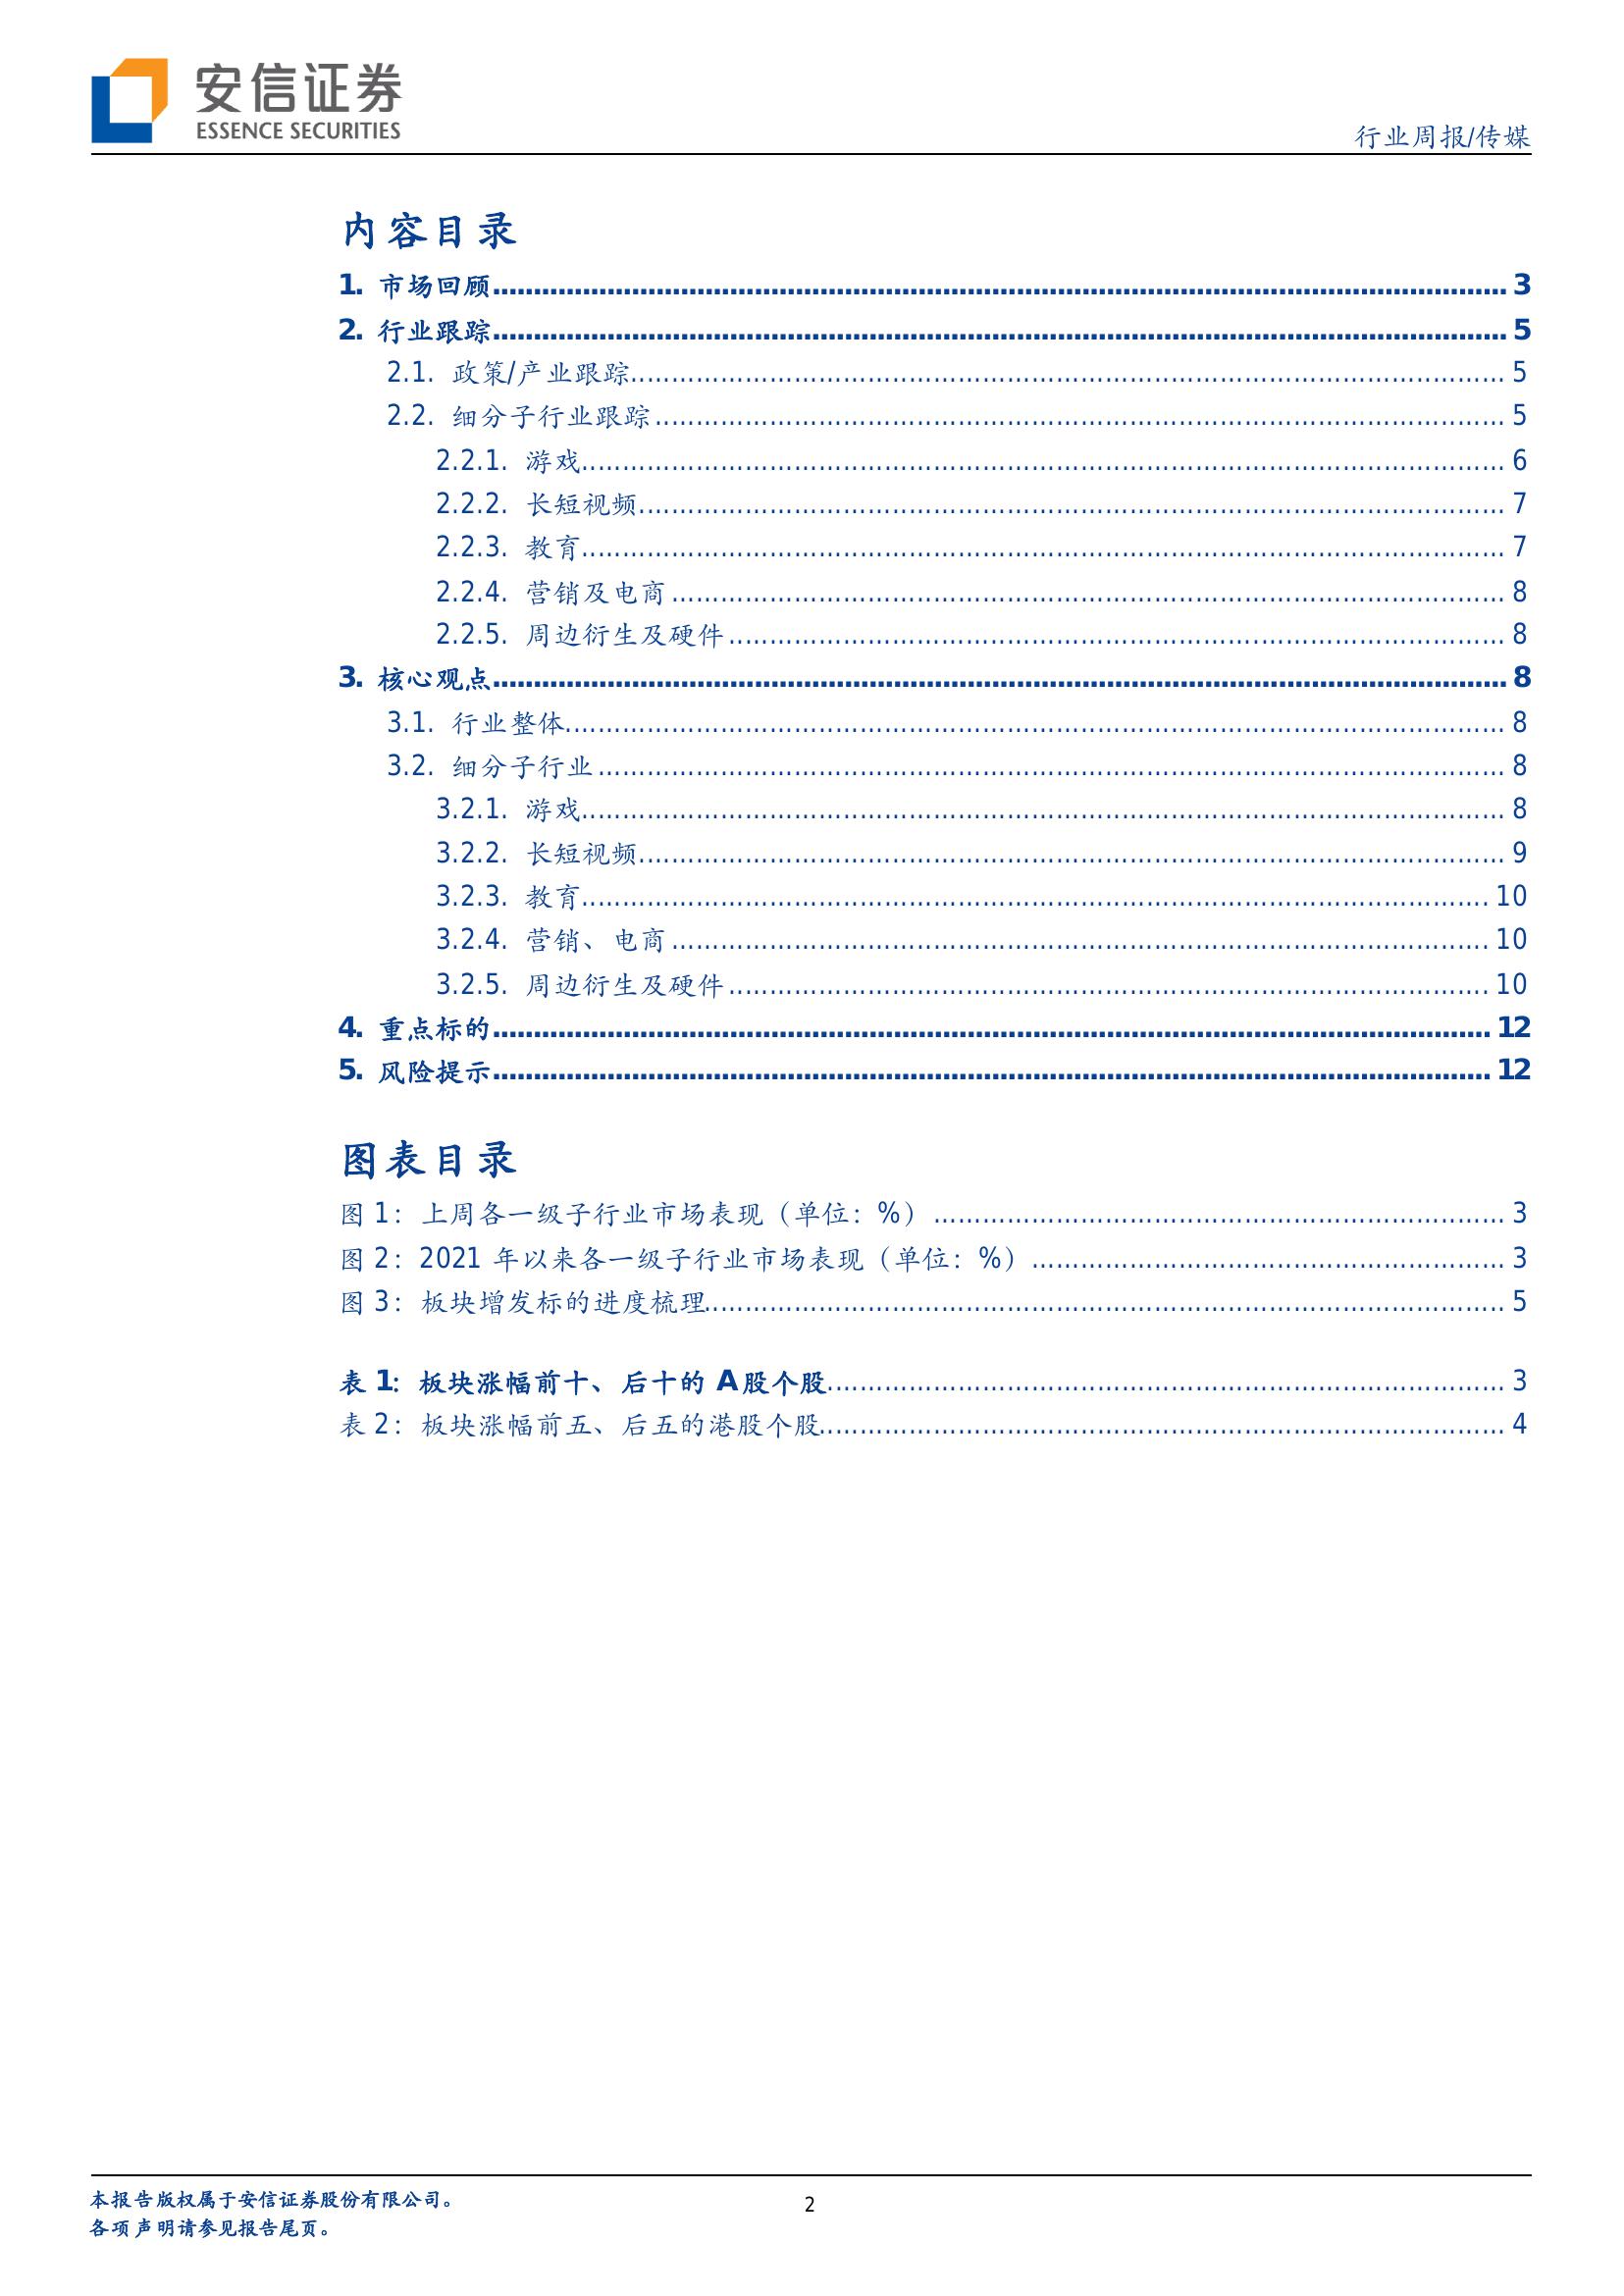 安信证券
ESSENCE SECURITIES
行业周报/传媒
内容目录
1. 市场回顾 3
2. 行业跟踪 5
2.1. 政策/产业跟踪 5
2.2. 细分子行业跟踪 5
2.2.1. 游戏 6
2.2.2. 长短视频 7
2.2.3. 教育 7
2.2.4. 营销及电商 8
2.2.5. 周边衍生及硬件 8
3. 核心观点 8
3.1. 行业整体 8
3.2. 细分子行业 8
3.2.1. 游戏 8
3.2.2. 长短视频 9
3.2.3. 教育 10
3.2.4. 营销、电商 10
3.2.5. 周边衍生及硬件 10
4. 重点标的 12
5. 风险提示 12
图表目录
图 1：上周各一级子行业市场表现（单位：%） 3
图 2：2021 年以来各一级子行业市场表现（单位：%） 3
图 3：板块增发标的进度梳理 5
表 1：板块涨幅前十、后十的 A 股个股 3
表 2：板块涨幅前五、后五的港股个股 4
本报告版权属于安信证券股份有限公司。
各项声明请参见报告尾页。
2